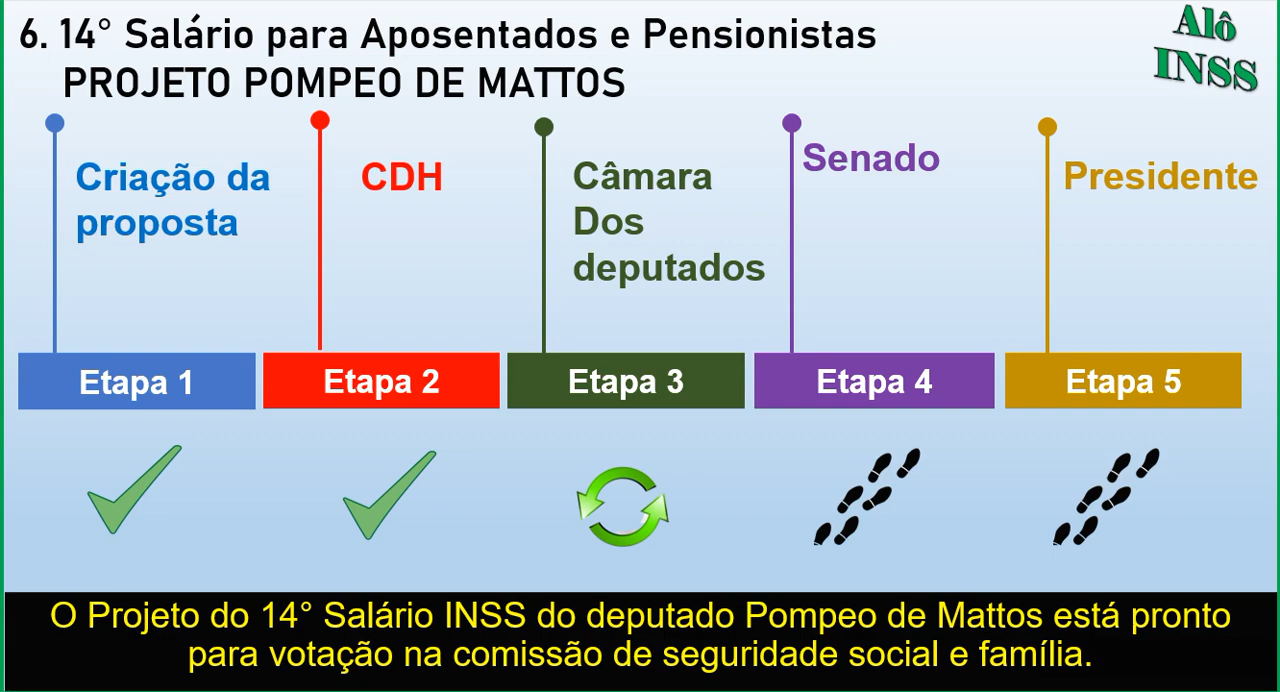 6. 14° Salário para Aposentados e Pensionistas
PROJETO POMPEO DE MATTOS
Alô
INSS
Criação da
proposta
CDH
Câmara
Dos
deputados
Senado
Presidente
Etapa 1
Etapa 2
Etapa 3
Etapa 4
Etapa 5
O Projeto do 14° Salário INSS do deputado Pompeo de Mattos está pronto
para votação na comissão de seguridade social e família.